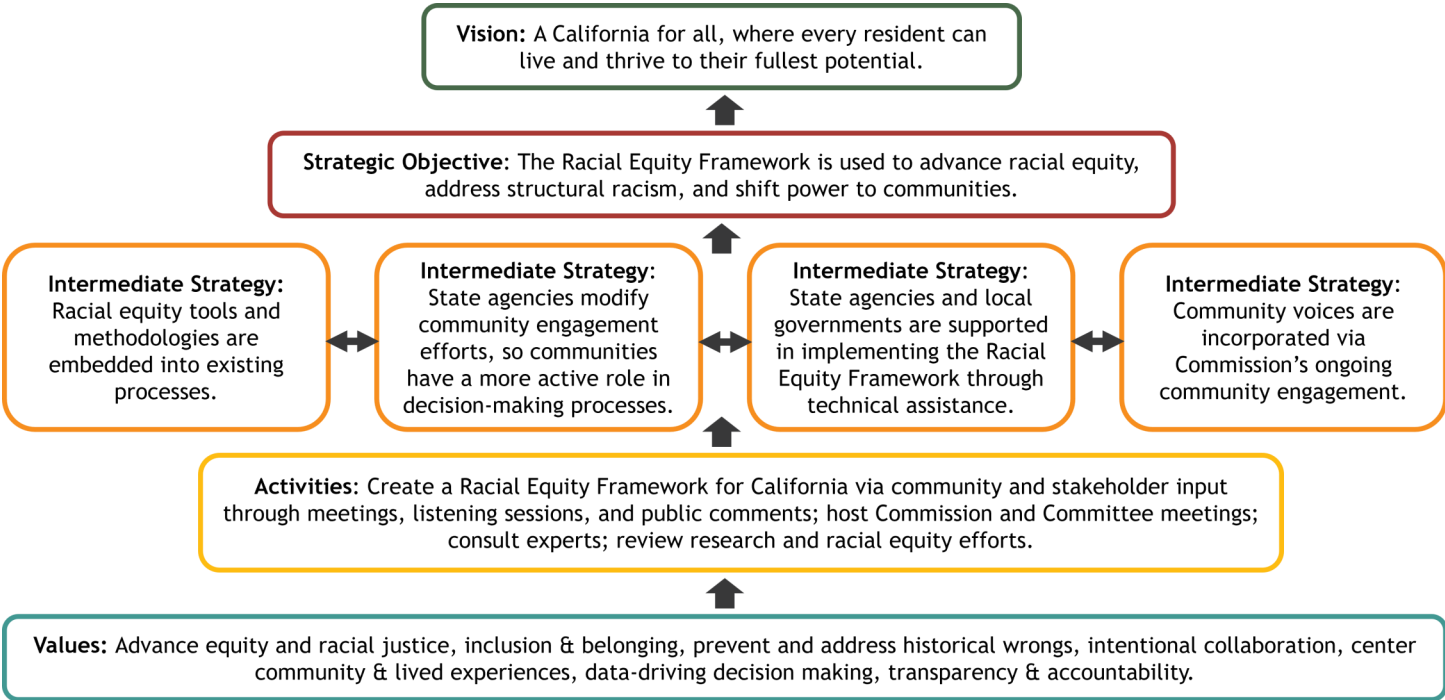 Vision: A California for all, where every resident can
live and thrive to their fullest potential.
Strategic Objective: The Racial Equity Framework is used to advance racial equity,
address structural racism, and shift power to communities.
Intermediate Strategy:
Racial equity tools and
methodologies are
embedded into existing
processes.
Intermediate Strategy:
State agencies modify
community engagement
efforts, so communities
have a more active role in
decision-making processes.
Intermediate Strategy:
State agencies and local
governments are supported
in implementing the Racial
Equity Framework through
technical assistance.
Intermediate Strategy:
Community voices are
incorporated via
Commission’s ongoing
community engagement.
Activities: Create a Racial Equity Framework for California via community and stakeholder input
through meetings, listening sessions, and public comments; host Commission and Committee meetings;
consult experts; review research and racial equity efforts.
Values: Advance equity and racial justice, inclusion & belonging, prevent and address historical wrongs, intentional collaboration, center
community & lived experiences, data-driving decision making, transparency & accountability.